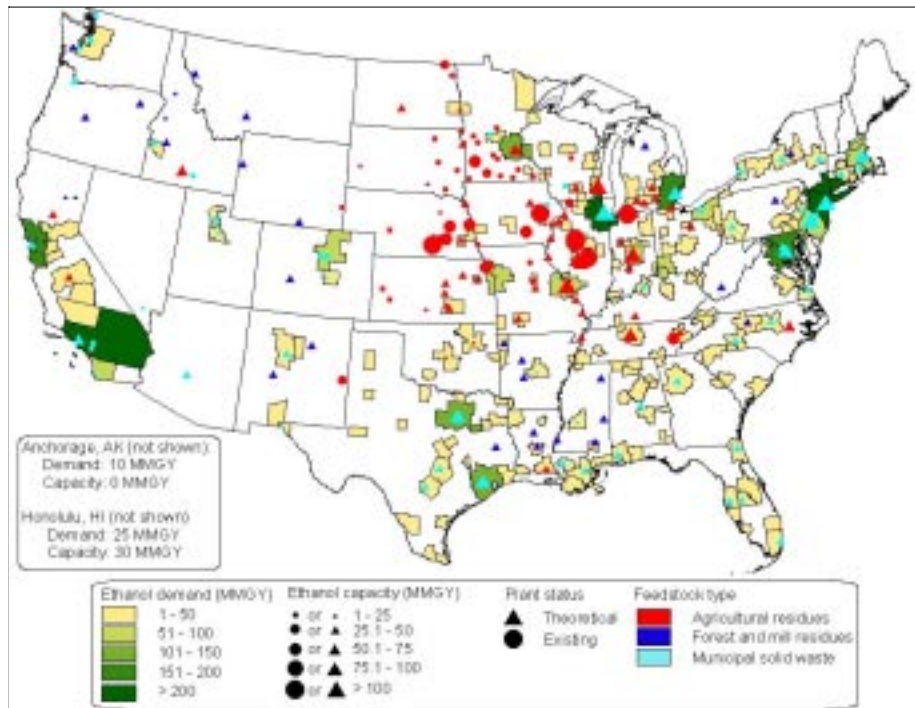 Anchorage, AK (not shown):
Demand: 10 MMGY
Capacity: 0 MMGY
Honolulu, HI (not shown)
Demand: 25 MMGY
Capacity: 30 MMGY
Ethanol demand (MMGY)
1 - 50
51 - 100
101 - 150
151 - 200
> 200
Ethanol capacity (MMGY)
or 1 - 25
or 25.1 - 50
or 50.1 - 75
or 75.1 - 100
or > 100
Plant status
Theoretical
Existing
Feedstock type
Agricultural residues
Forest and mill residues
Municipal solid waste